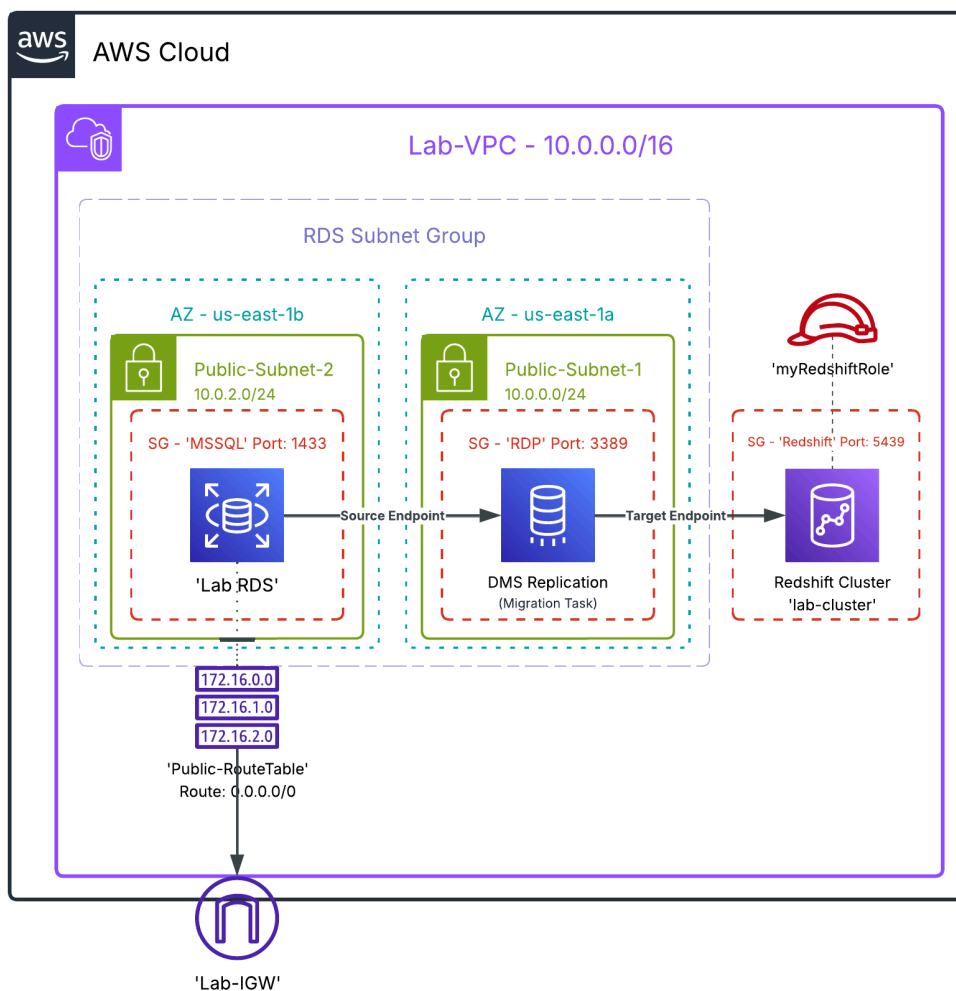 aws
AWS Cloud
Lab-VPC - 10.0.0.0/16
RDS Subnet Group
AZ - us-east-1b
Public-Subnet-2
10.0.2.0/24
SG - 'MSSQL' Port: 1433
'Lab RDS'
Source Endpoint
AZ - us-east-1a
Public-Subnet-1
10.0.0.0/24
SG - 'RDP' Port: 3389
DMS Replication
(Migration Task)
Target Endpoint
'myRedshiftRole'
SG - 'Redshift' Port: 5439
Redshift Cluster
'lab-cluster'
172.16.0.0
172.16.1.0
172.16.2.0
'Public-RouteTable'
Route: 0.0.0.0/0
'Lab-IGW'